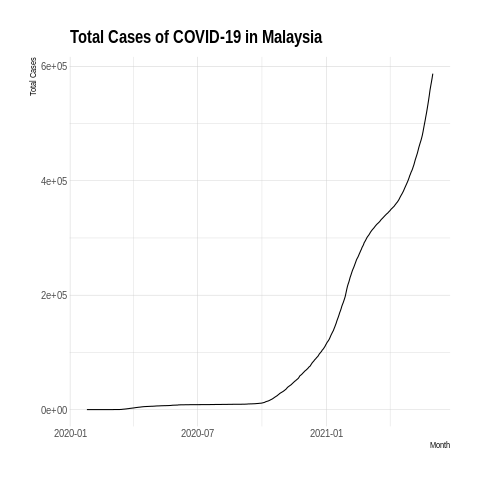 Total Cases of COVID-19 in Malaysia
Total Cases
6e+05
4e+05
2e+05
0e+00
2020-01
2020-07
2021-01
Month